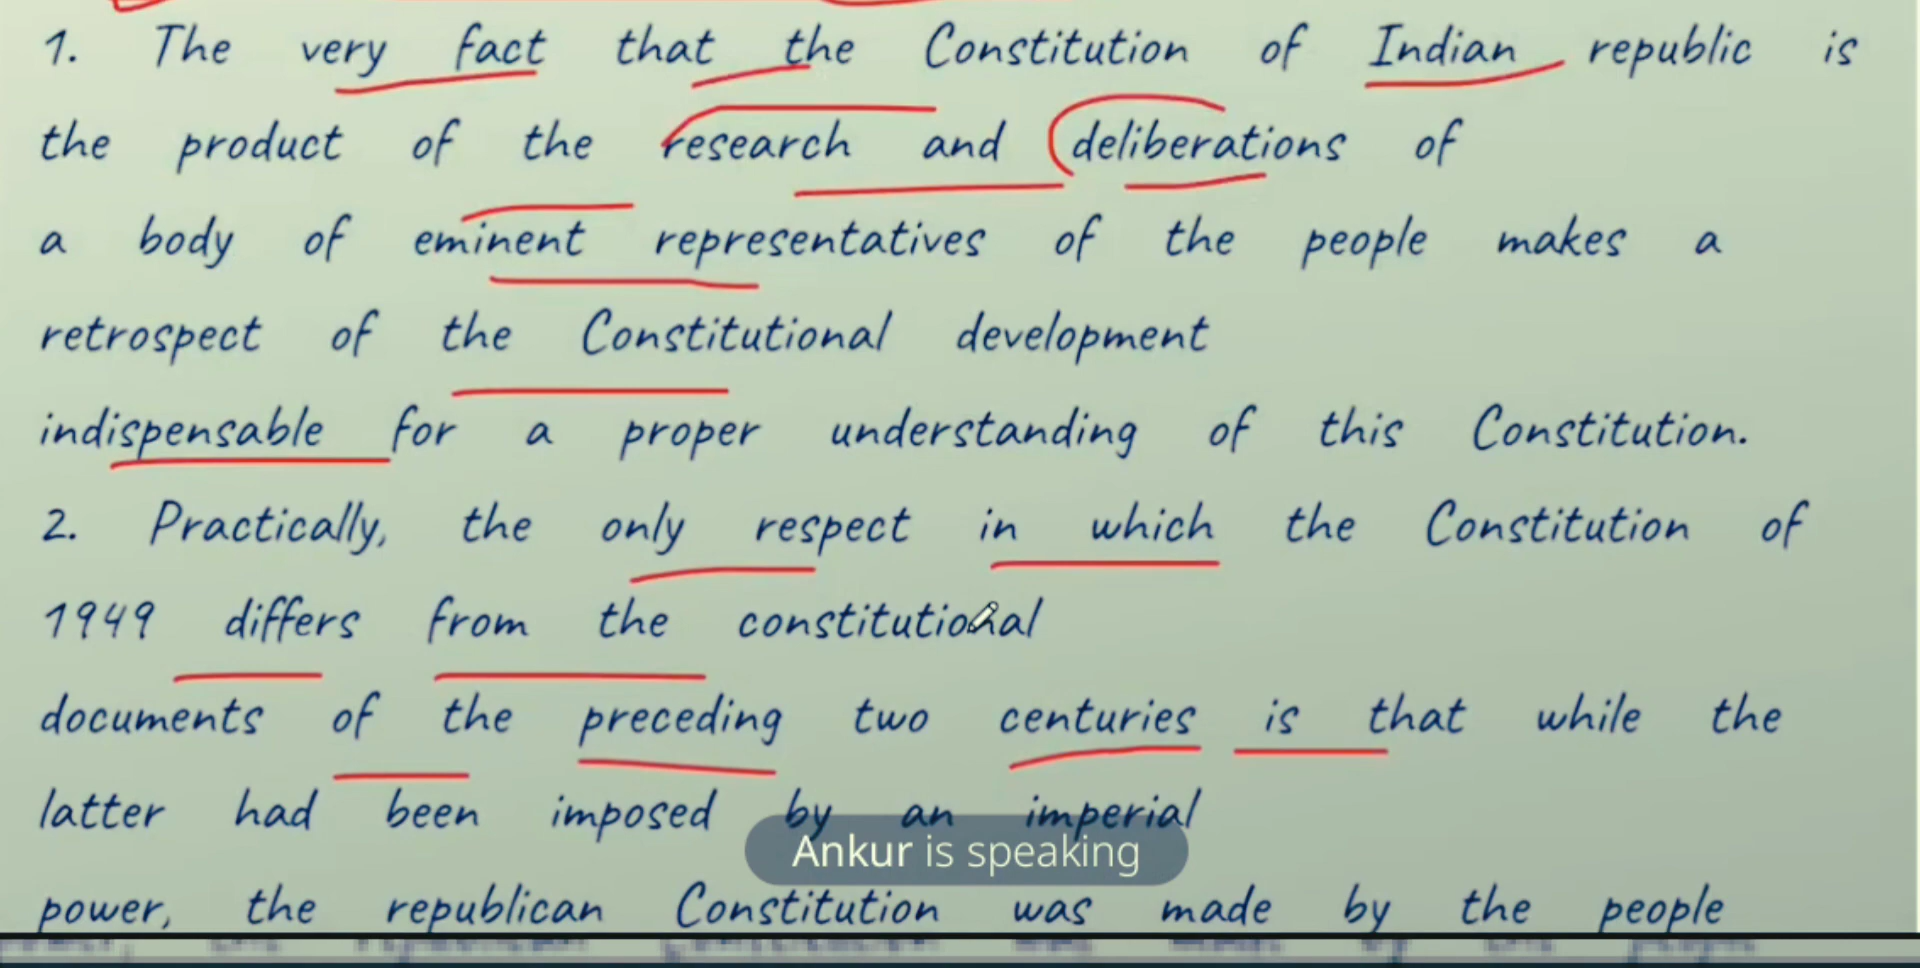 1. The very fact that the Constitution of Indian republic is
the product of the research and deliberations of
a body of eminent representatives of the people makes a
retrospect of the Constitutional development
indispensable for a proper understanding of this Constitution.
2. Practically, the only respect in which the Constitution of
1949 differs from the constitutional
documents of the preceding two centuries is that while the
latter had been imposed by an imperial
Ankur is speaking
power, the republican Constitution was made by the people